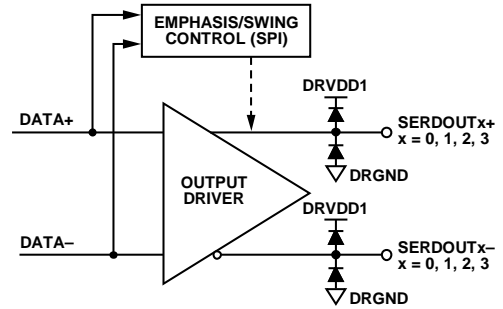 EMPHASIS/SWING
CONTROL (SPI)
DRVDD1
DATA+
SERDOUTx+
x = 0, 1, 2, 3
DRGND
OUTPUT
DRIVER
DRVDD1
DATA–
SERDOUTx–
x = 0, 1, 2, 3
DRGND